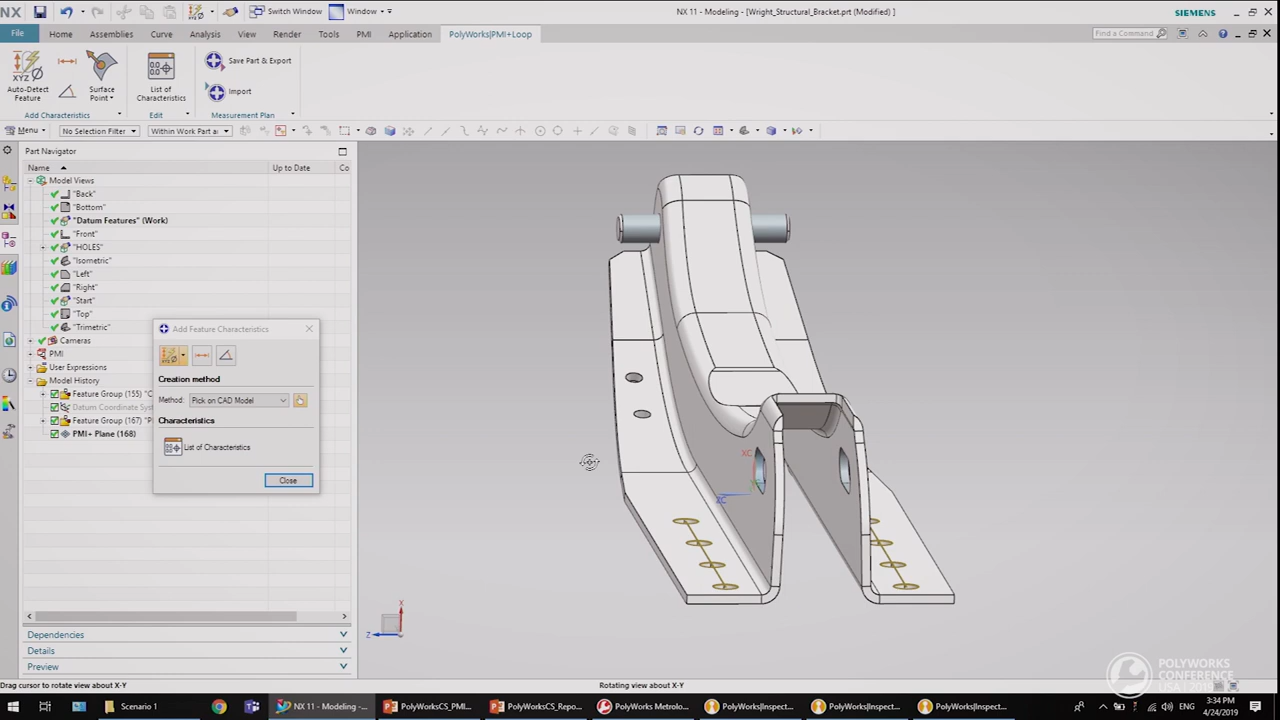 NX
Switch Window
Window
NX 11 - Modeling - [Wright_Structural_Bracket.prt (Modified) ]
SIEMENS
File
Home
Assemblies
Curve
Analysis
View
Render
Tools
PMI
Application
PolyWorks|PMI+Loop
Find a Command
XYZ
Auto-Detect
Feature
Surface
Point
List of
Characteristics
Save Part & Export
Import
Add Characteristics
Edit
Measurement Plan
Menu
No Selection Filter
Within Work Part a
Part Navigator
Name
Up to Date
Co
Model Views
"Back"
"Bottom"
"Datum Features" (Work)
"Front"
"HOLES"
"Isometric"
"Left"
"Right"
"Start"
"Top"
"Trimetric"
Cameras
PMI
User Expressions
Model History
Feature Group (155) "C
Datum Coordinate Sys
Feature Group (167) "P
PMI+ Plane (168)
Add Feature Characteristics
Creation method
Method:
Pick on CAD Model
Characteristics
List of Characteristics
Close
XC
ZC
X
Z
Dependencies
Details
Preview
Drag cursor to rotate view about X-Y
Rotating view about X-Y
POLYWORKS
CONFERENCE
USA | 2019
Scenario 1
NX 11 - Modeling -...
PolyWorksCS_PMI...
PolyWorksCS_Repo...
PolyWorks Metrolo...
PolyWorks|Inspect...
PolyWorks|Inspect...
PolyWorks|Inspect...
ENG
3:34 PM
4/24/2019